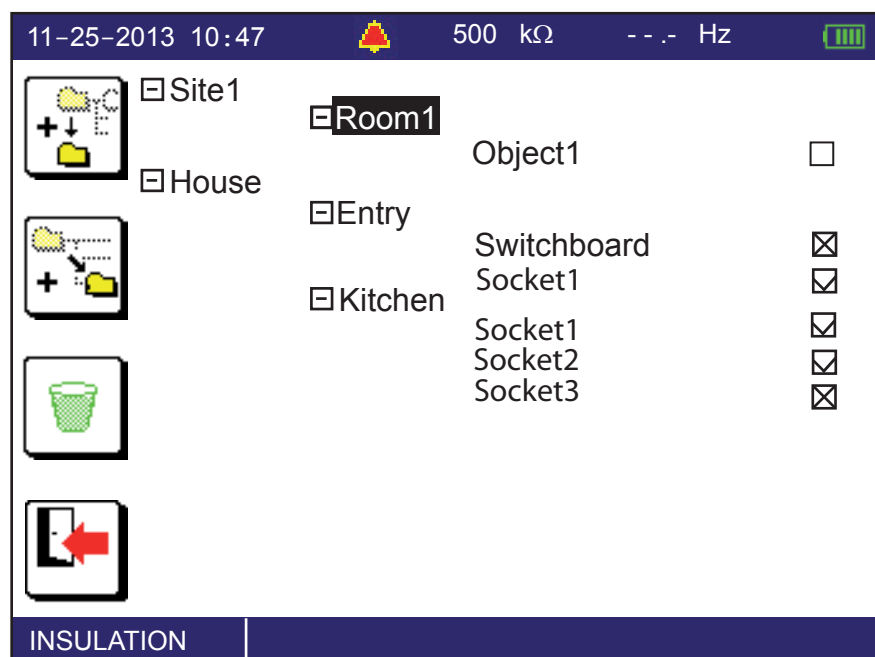 11-25-2013 10:47 500 kΩ - - .- Hz
Site1
Room1
Object1
House
Entry
Switchboard
Socket1
Kitchen
Socket1
Socket2
Socket3
INSULATION